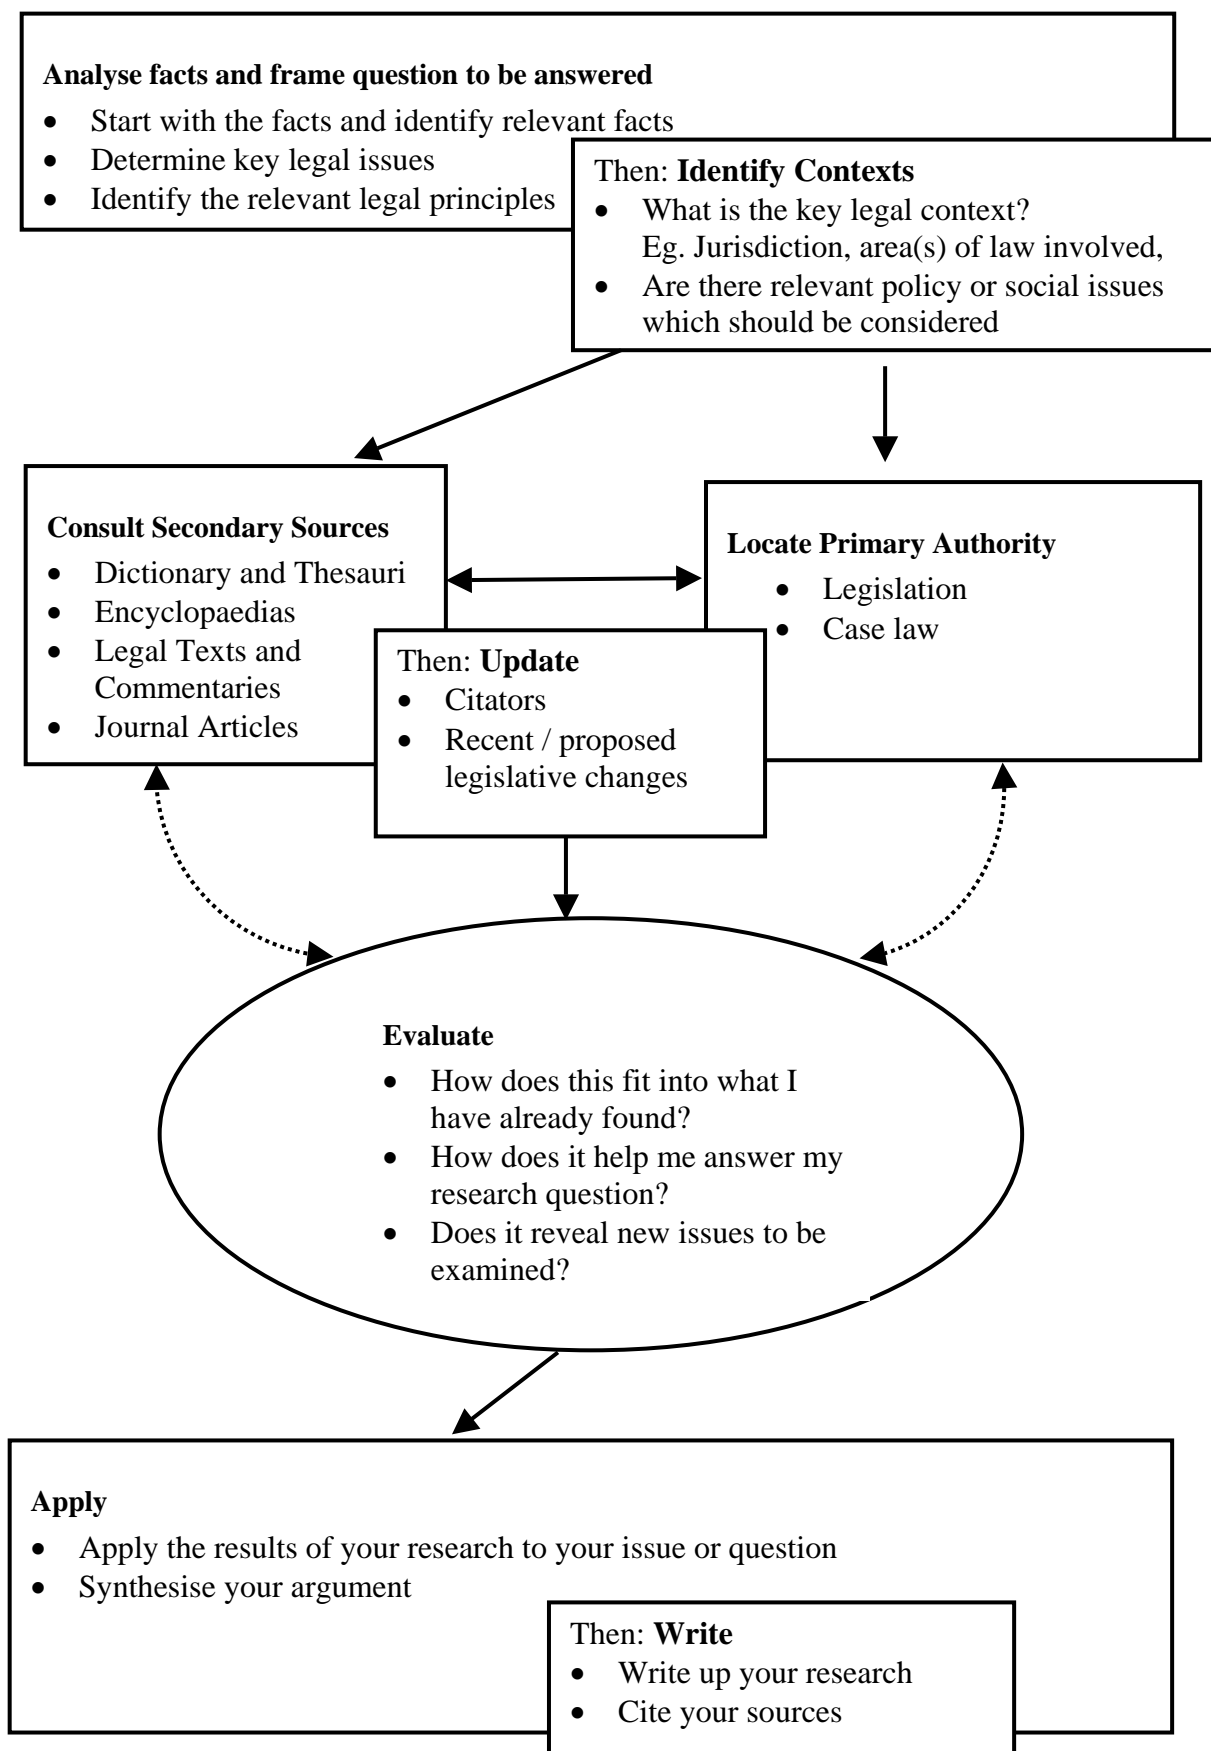 Analyse facts and frame question to be answered
• Start with the facts and identify relevant facts
• Determine key legal issues
• Identify the relevant legal principles
Then: Identify Contexts
• What is the key legal context?
Eg. Jurisdiction, area(s) of law involved,
• Are there relevant policy or social issues
which should be considered
Consult Secondary Sources
• Dictionary and Thesauri
• Encyclopaedias
• Legal Texts and
Commentaries
• Journal Articles
Locate Primary Authority
• Legislation
• Case law
Then: Update
• Citators
• Recent / proposed
legislative changes
Evaluate
• How does this fit into what I
have already found?
• How does it help me answer my
research question?
• Does it reveal new issues to be
examined?
Apply
• Apply the results of your research to your issue or question
• Synthesise your argument
Then: Write
• Write up your research
• Cite your sources